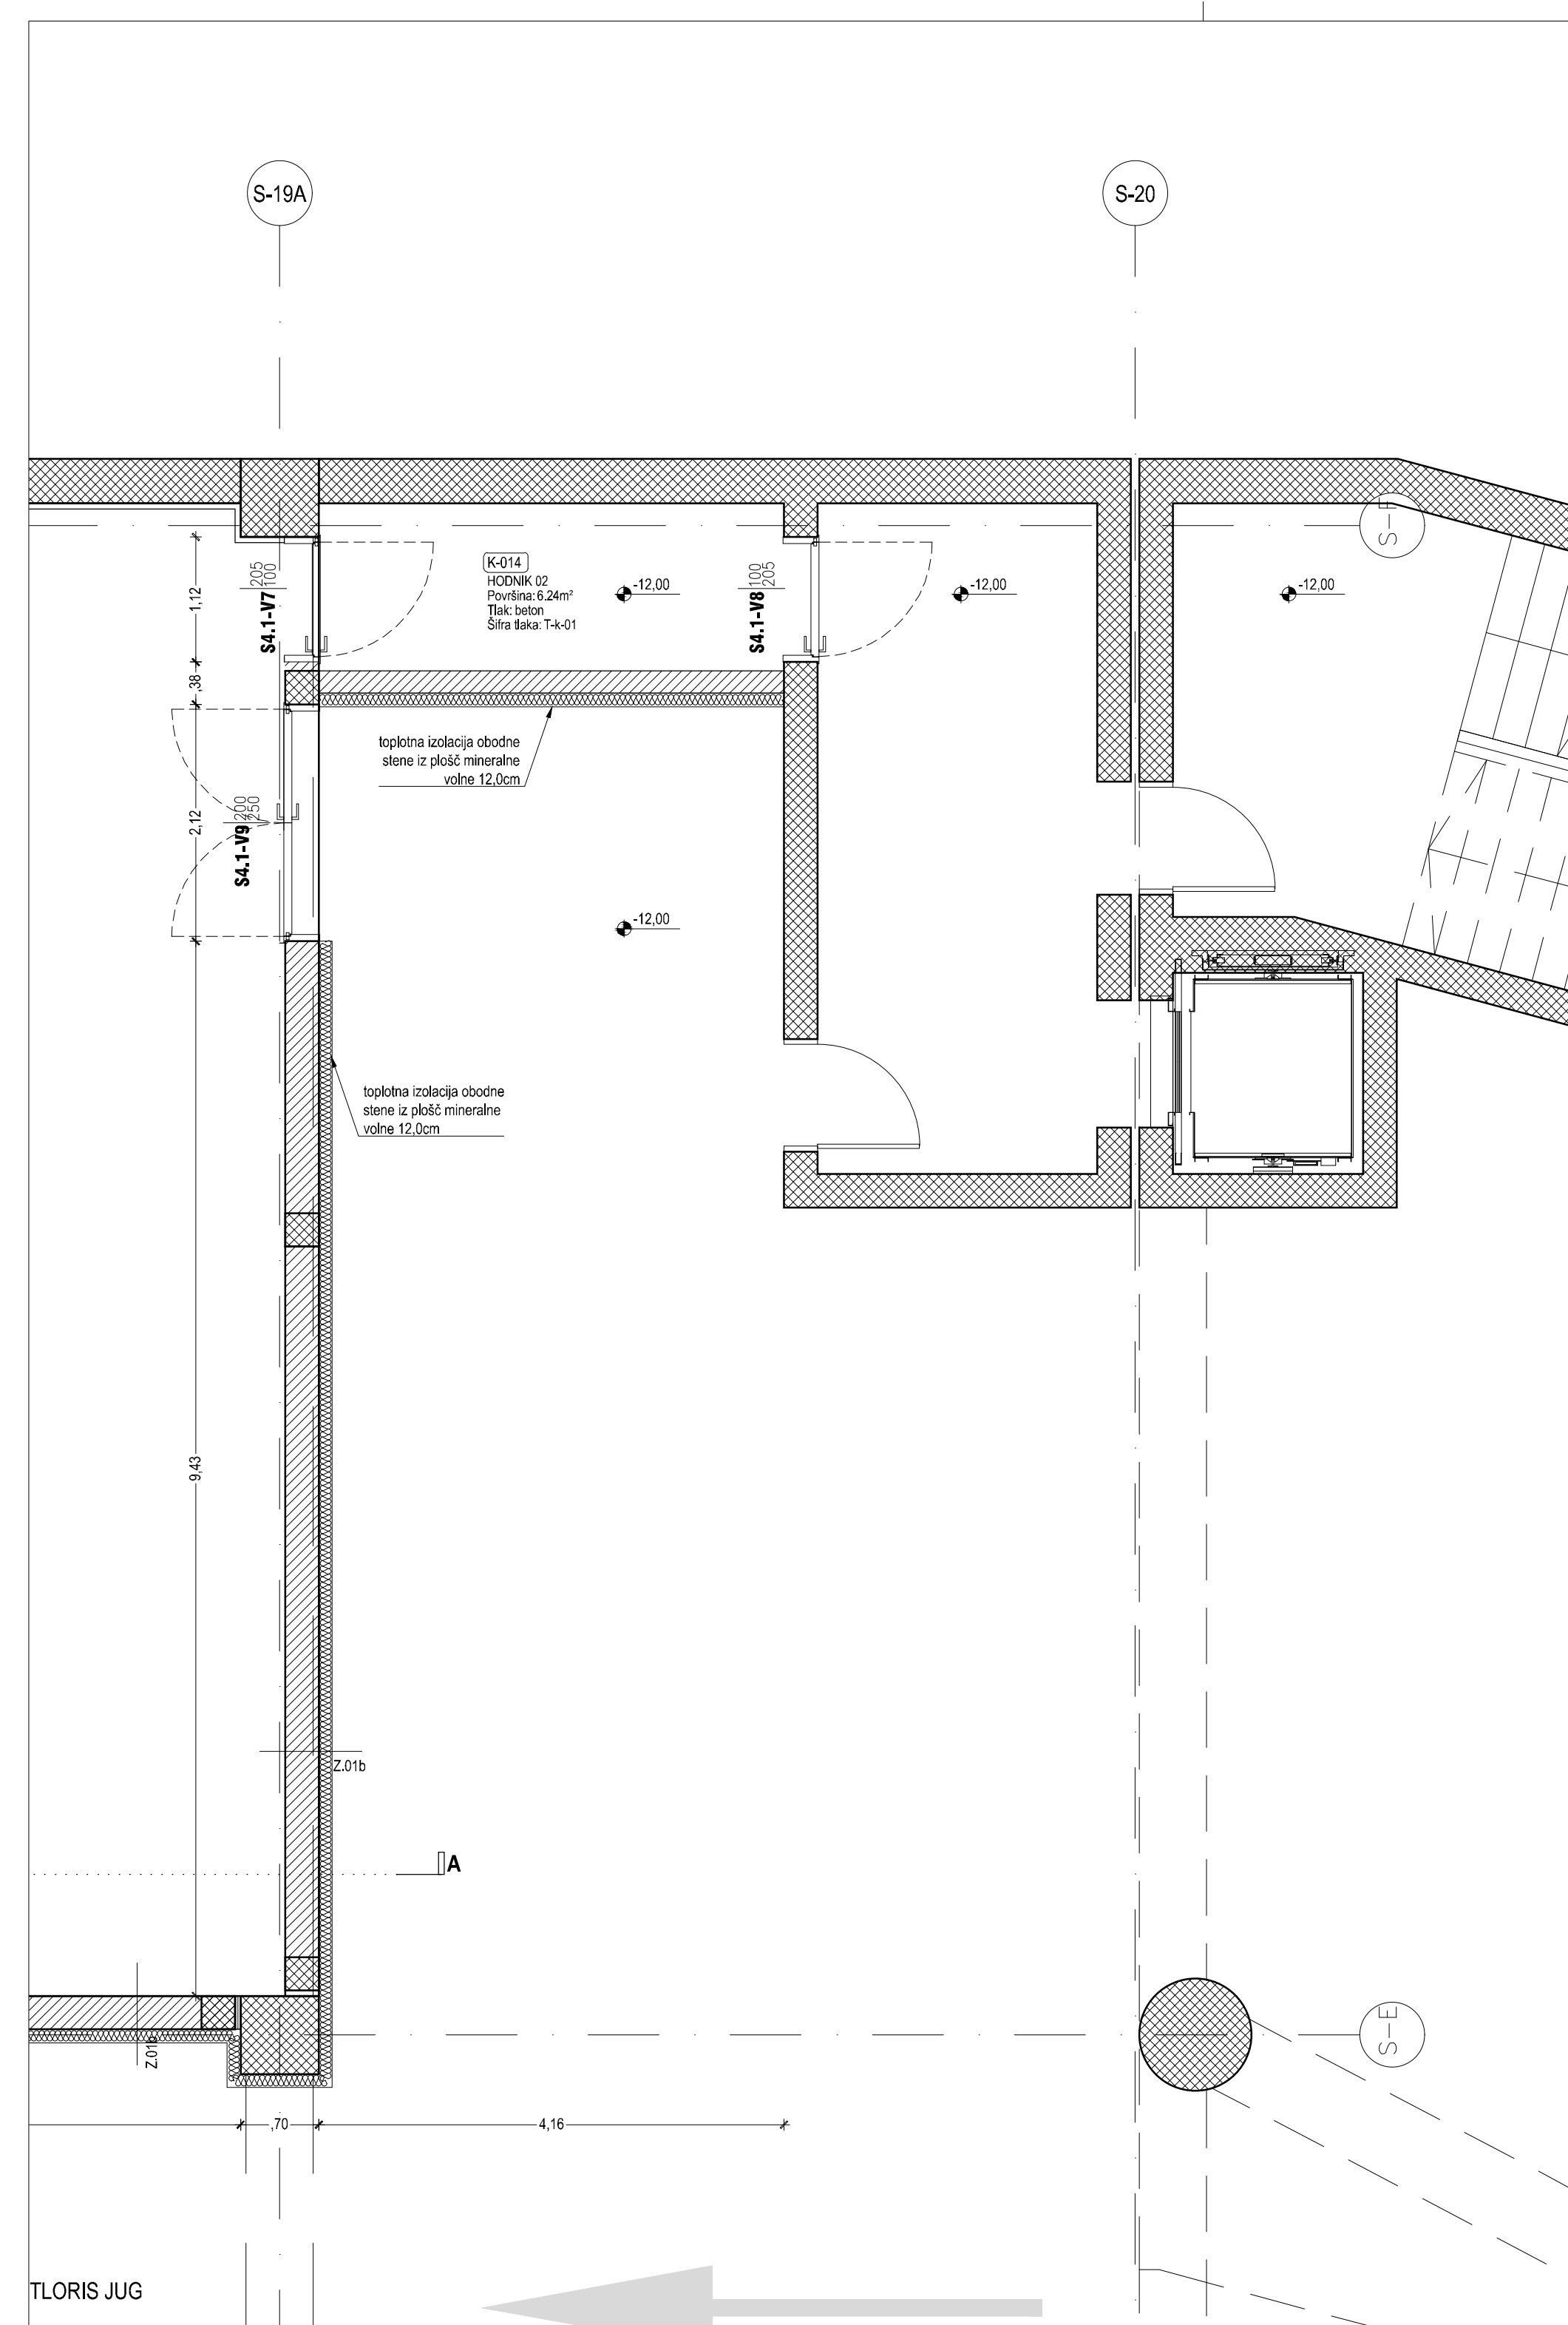 S-19A
S-20
S-F
K-014
HODNIK 02
Površina: 6.24m²
Tlak: beton
Šifra tlaka: T-k-01
-12,00
-12,00
-12,00
S4.1-V7
205
100
S4.1-V8
100
205
1,12
,38
2,12
9,43
toplotna izolacija obodne
stene iz plošč mineralne
volne 12,0cm
S4.1-V9
200
250
-12,00
toplotna izolacija obodne
stene iz plošč mineralne
volne 12,0cm
Z.01b
A
Z.01b
S-E
,70
4,16
TLORIS JUG